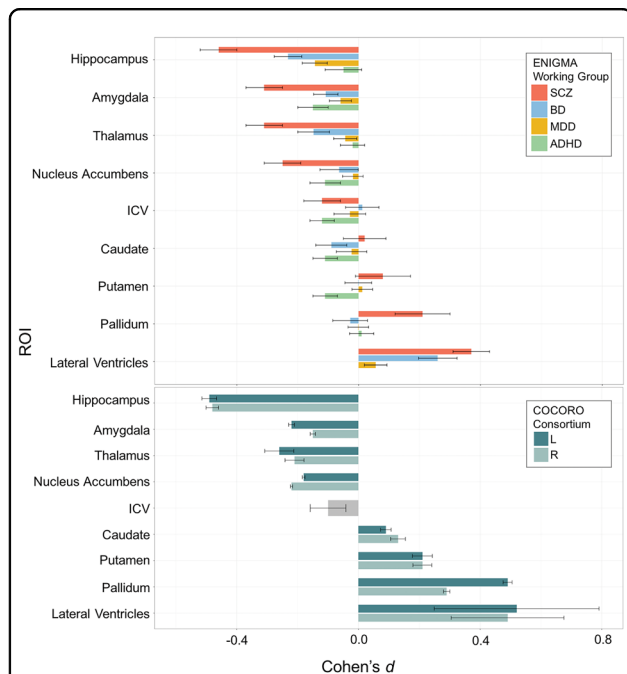 Hippocampus
Amygdala
Thalamus
Nucleus Accumbens
ICV
Caudate
Putamen
Pallidum
Lateral Ventricles
ENIGMA
Working Group
SCZ
BD
MDD
ADHD
ROI
Hippocampus
Amygdala
Thalamus
Nucleus Accumbens
ICV
Caudate
Putamen
Pallidum
Lateral Ventricles
COCORO
Consortium
L
R
-0.4 0.0 0.4 0.8
Cohen's d